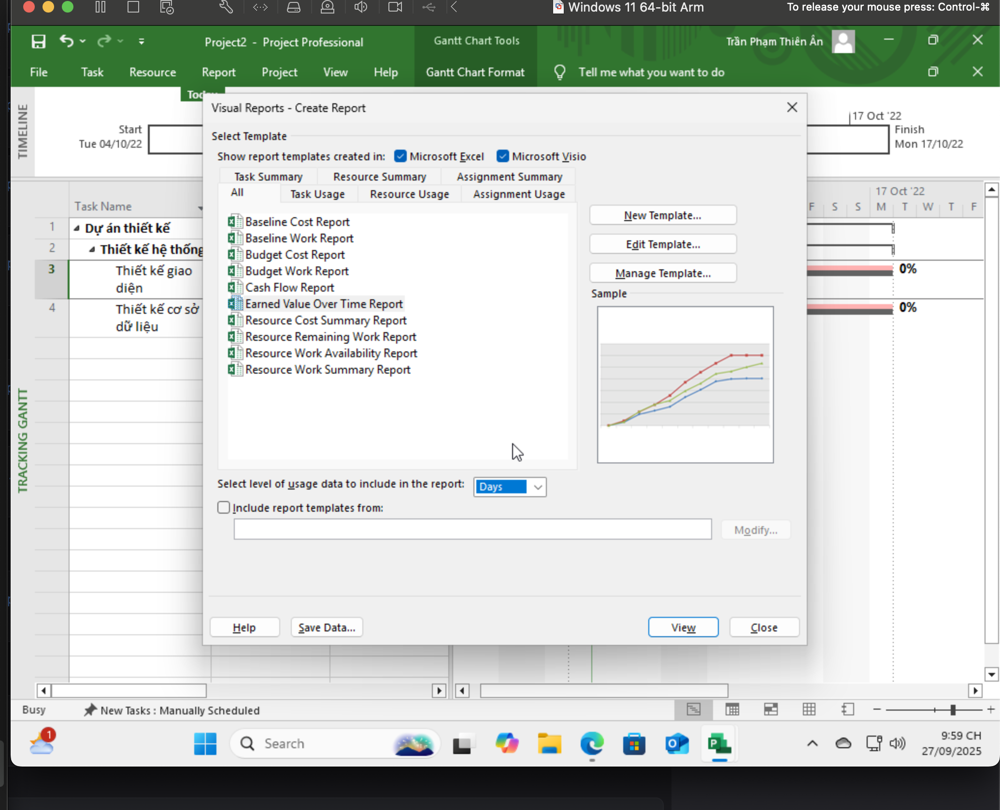 Windows 11 64-bit Arm
To release your mouse press: Control-⌘
Project2 - Project Professional
Gantt Chart Tools
Trần Phạm Thiên Ân
File Task Resource Report Project View Help Gantt Chart Format Tell me what you want to do
TIMELINE
Start
Tue 04/10/22
17 Oct '22
Finish
Mon 17/10/22
Visual Reports - Create Report
Select Template
Show report templates created in: Microsoft Excel Microsoft Visio
Task Summary Resource Summary Assignment Summary
All Task Usage Resource Usage Assignment Usage
Baseline Cost Report
Baseline Work Report
Budget Cost Report
Budget Work Report
Cash Flow Report
Earned Value Over Time Report
Resource Cost Summary Report
Resource Remaining Work Report
Resource Work Availability Report
Resource Work Summary Report
New Template...
Edit Template...
Manage Template...
Sample
Select level of usage data to include in the report: Days
Include report templates from:
Modify...
Help Save Data... View Close
TRACKING GANTT
Task Name
1 Dự án thiết kế
2 Thiết kế hệ thống
3 Thiết kế giao
diện
4 Thiết kế cơ sở
dữ liệu
17 Oct '22
F S S M T W T F
0%
0%
Busy New Tasks : Manually Scheduled
1
Search
9:59 CH
27/09/2025